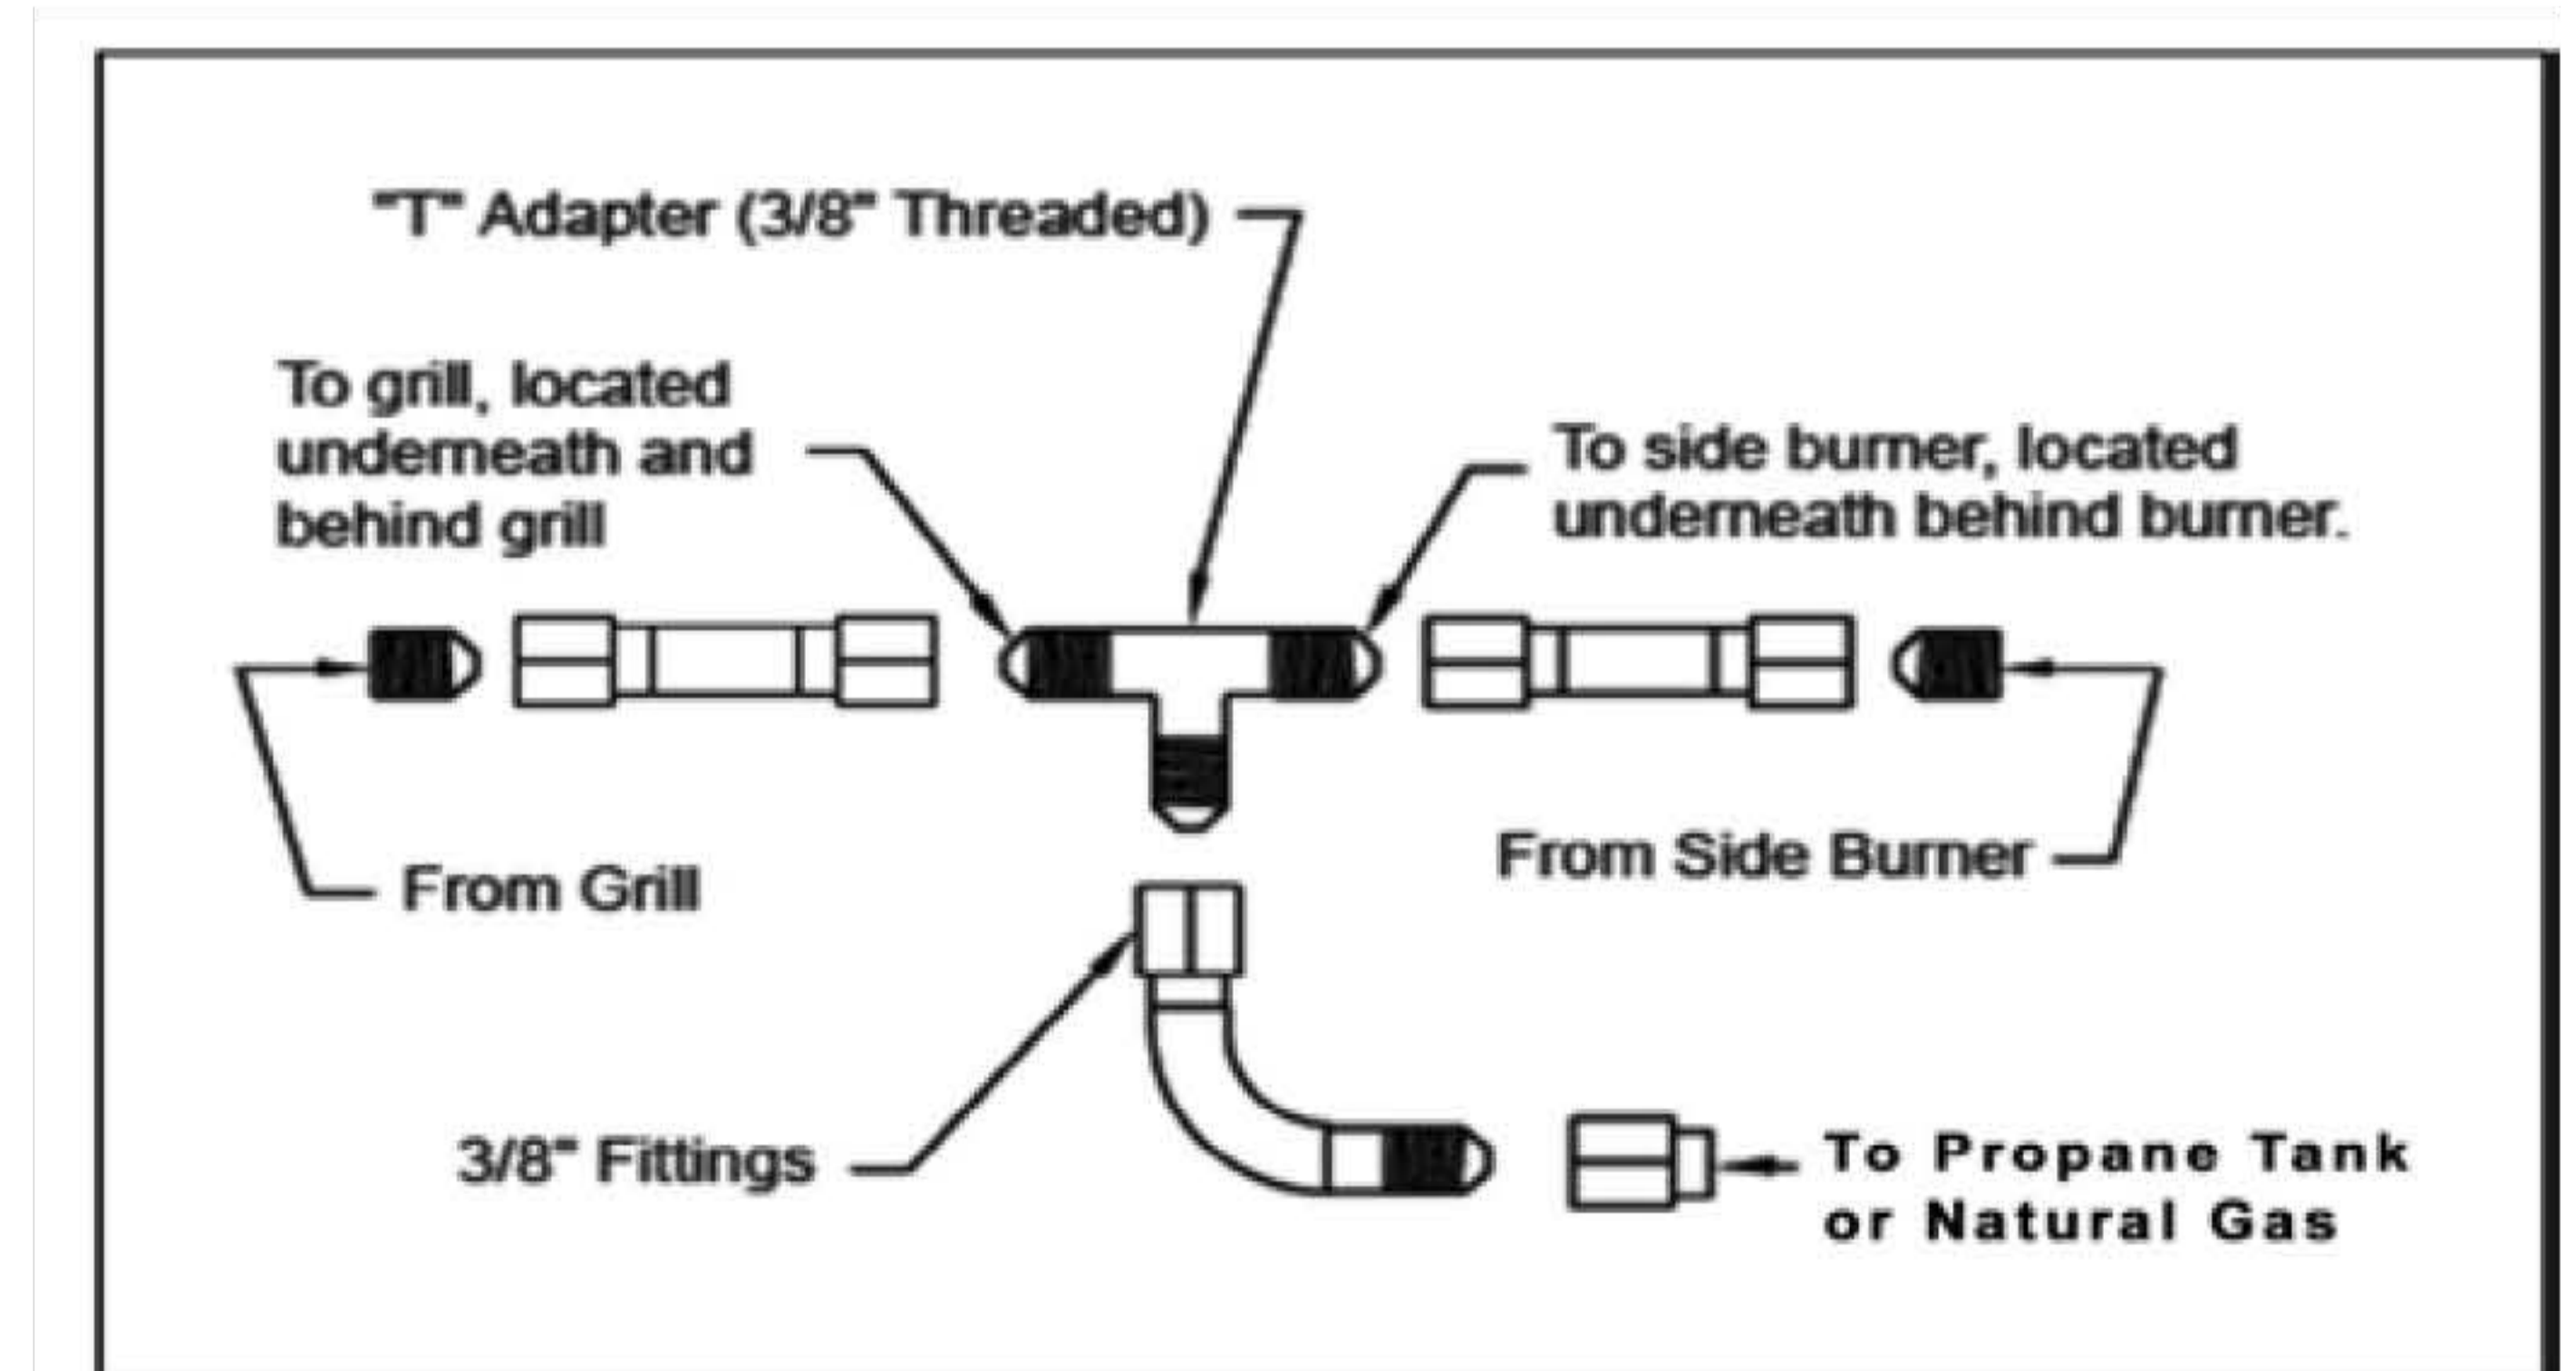 "T" Adapter (3/8" Threaded)
To grill, located
underneath and
behind grill
To side burner, located
underneath behind burner.
From Grill
From Side Burner
3/8" Fittings
To Propane Tank
or Natural Gas